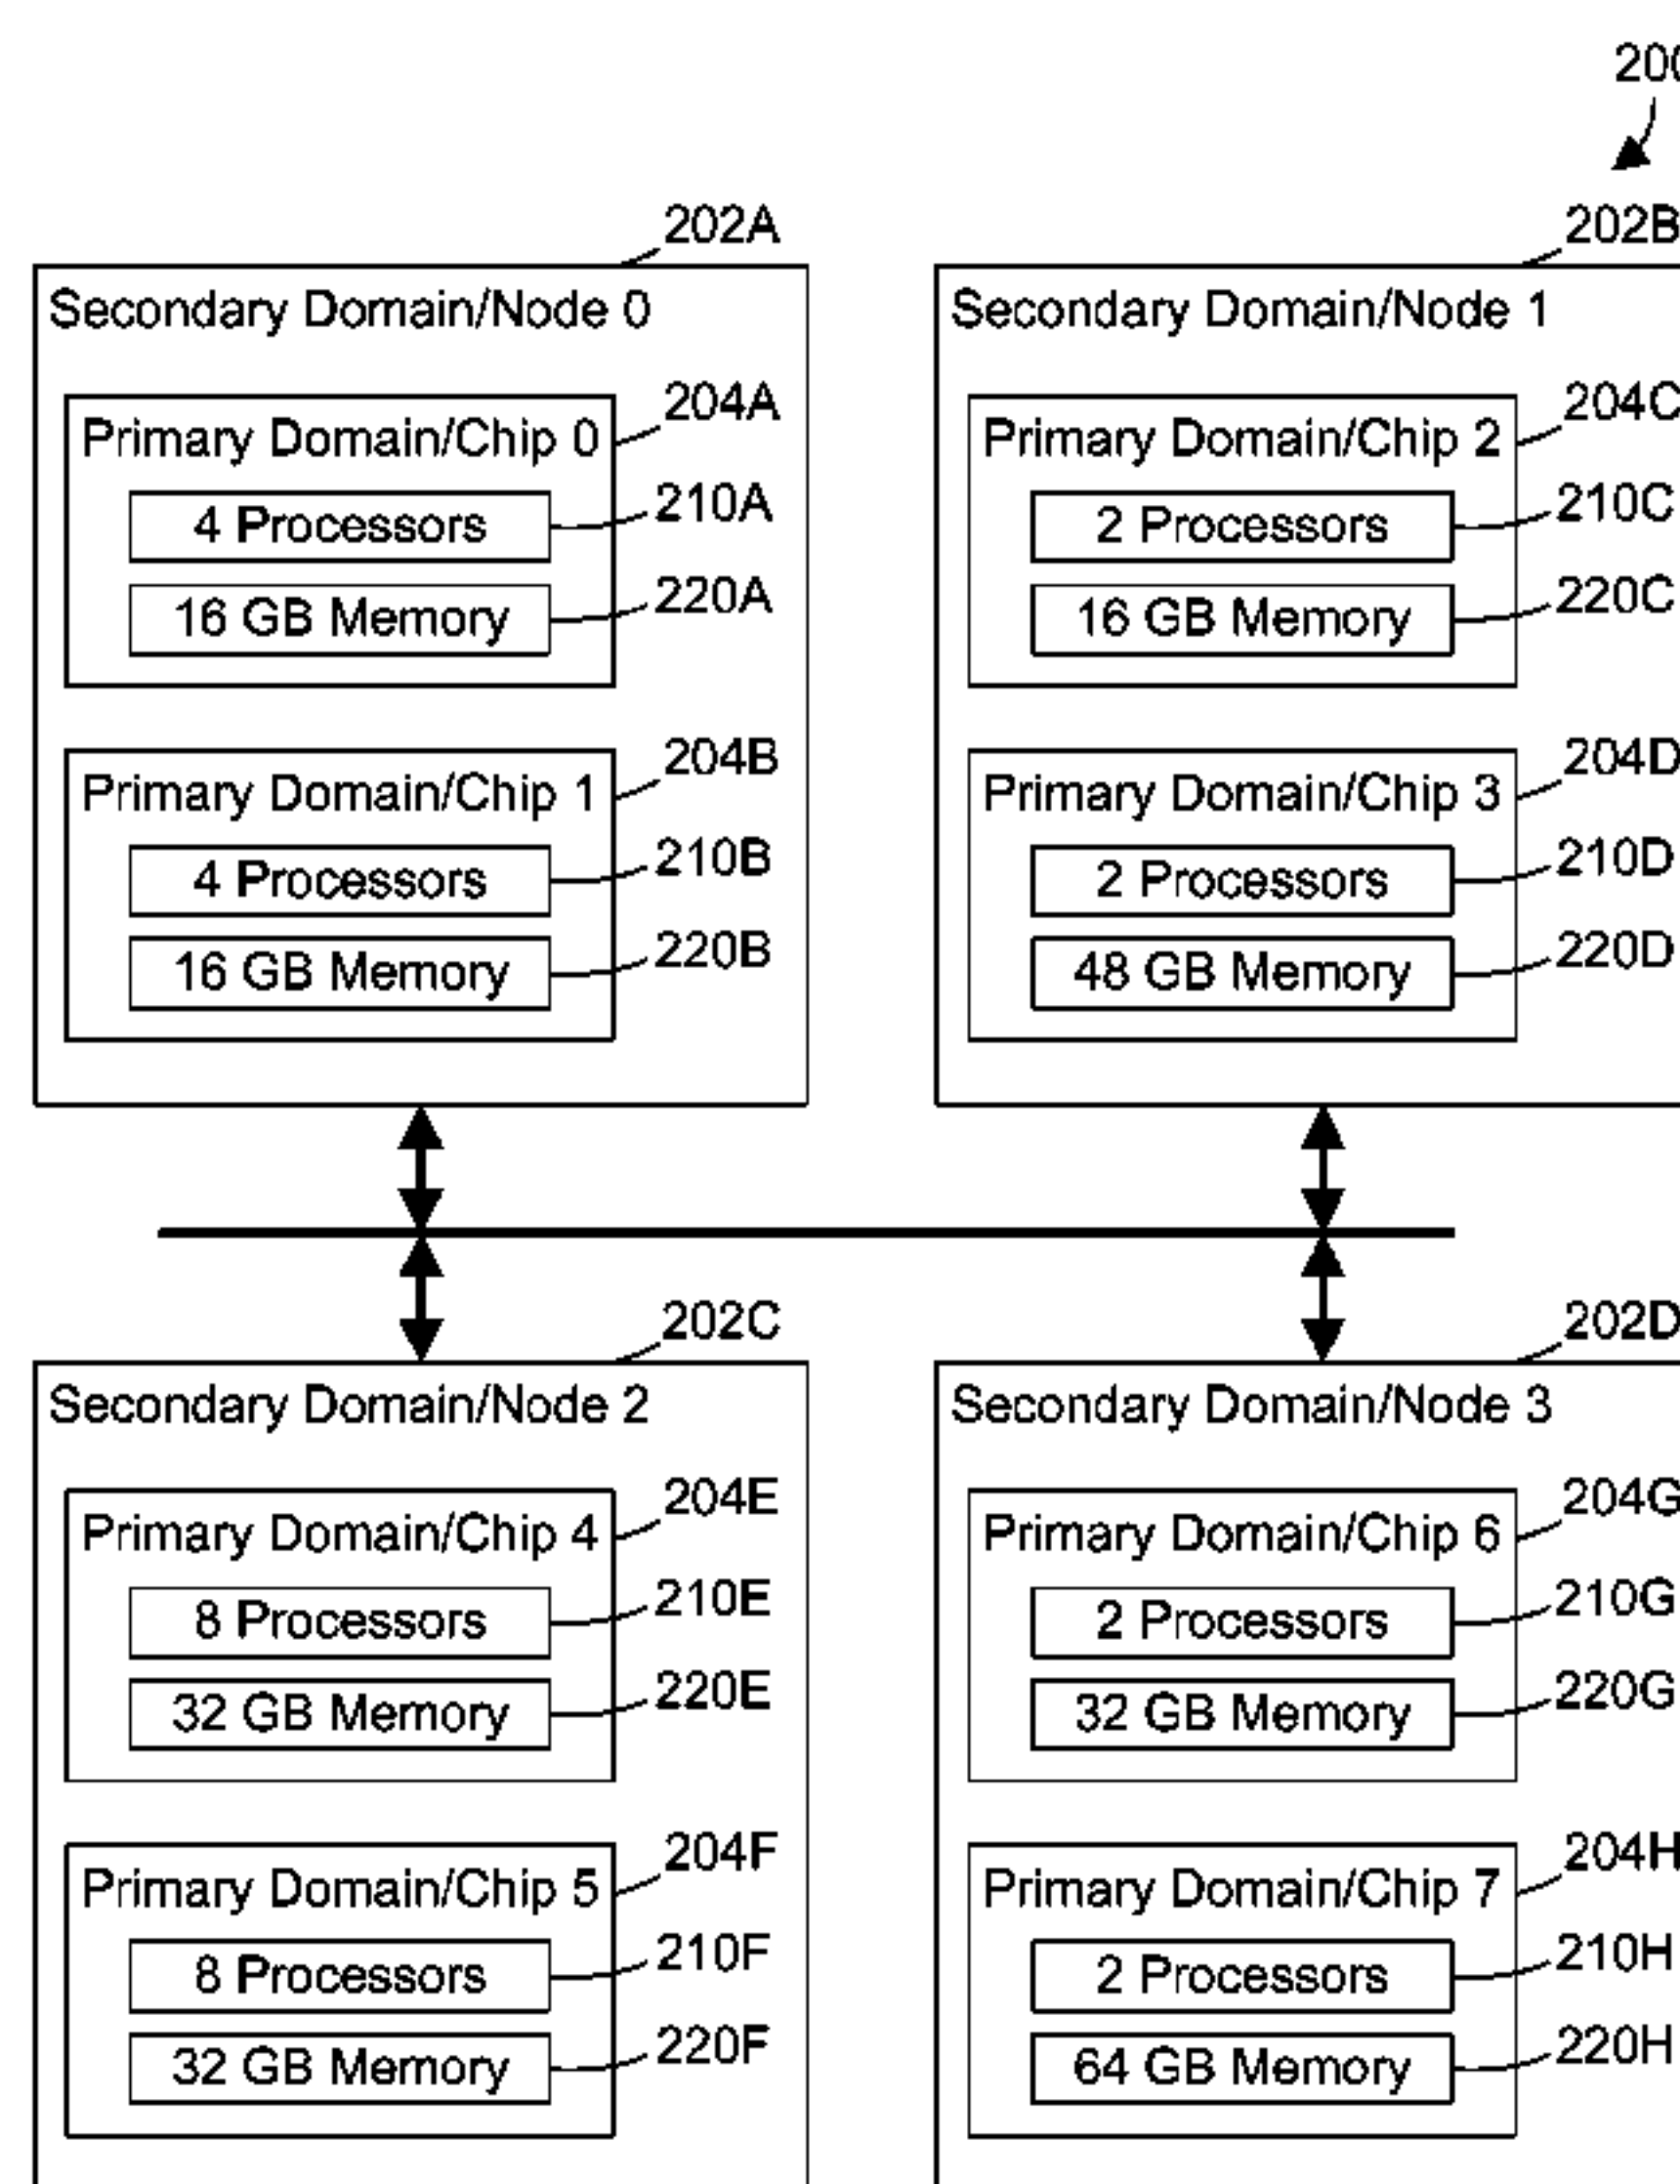 200
202A
Secondary Domain/Node 0
204A
Primary Domain/Chip 0
210A
4 Processors
220A
16 GB Memory
204B
Primary Domain/Chip 1
210B
4 Processors
220B
16 GB Memory
202B
Secondary Domain/Node 1
204C
Primary Domain/Chip 2
210C
2 Processors
220C
16 GB Memory
204D
Primary Domain/Chip 3
210D
2 Processors
220D
48 GB Memory
202C
Secondary Domain/Node 2
204E
Primary Domain/Chip 4
210E
8 Processors
220E
32 GB Memory
204F
Primary Domain/Chip 5
210F
8 Processors
220F
32 GB Memory
202D
Secondary Domain/Node 3
204G
Primary Domain/Chip 6
210G
2 Processors
220G
32 GB Memory
204H
Primary Domain/Chip 7
210H
2 Processors
220H
64 GB Memory